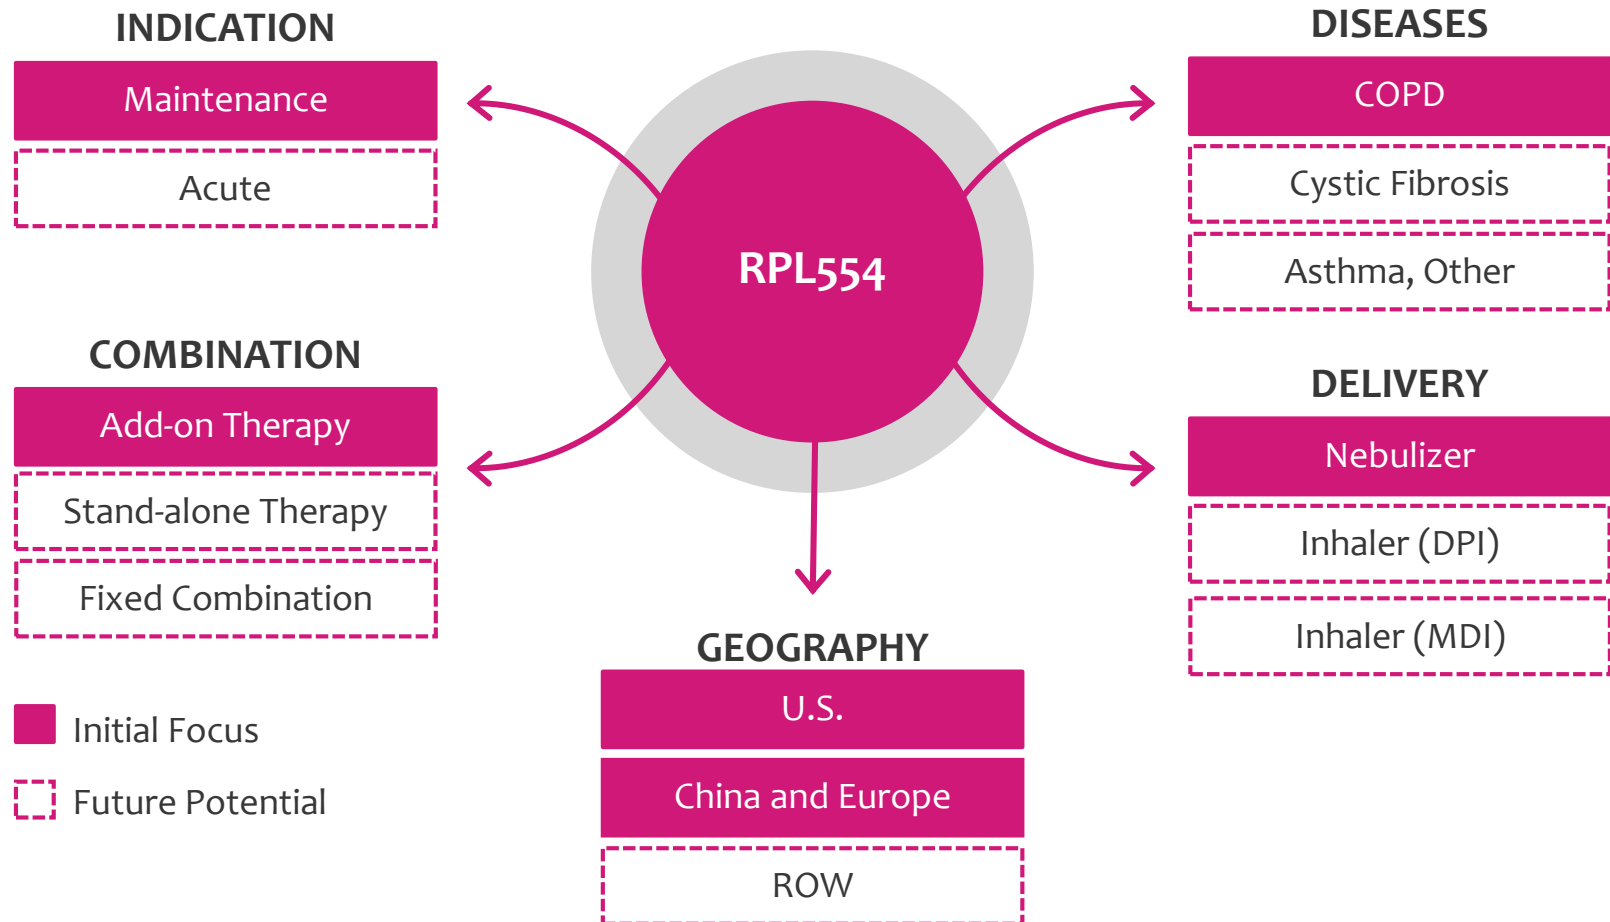 INDICATION
Maintenance
Acute
COMBINATION
Add-on Therapy
Stand-alone Therapy
Fixed Combination
Initial Focus
Future Potential
RPL554
GEOGRAPHY
U.S.
China and Europe
ROW
DISEASES
COPD
Cystic Fibrosis
Asthma, Other
DELIVERY
Nebulizer
Inhaler (DPI)
Inhaler (MDI)